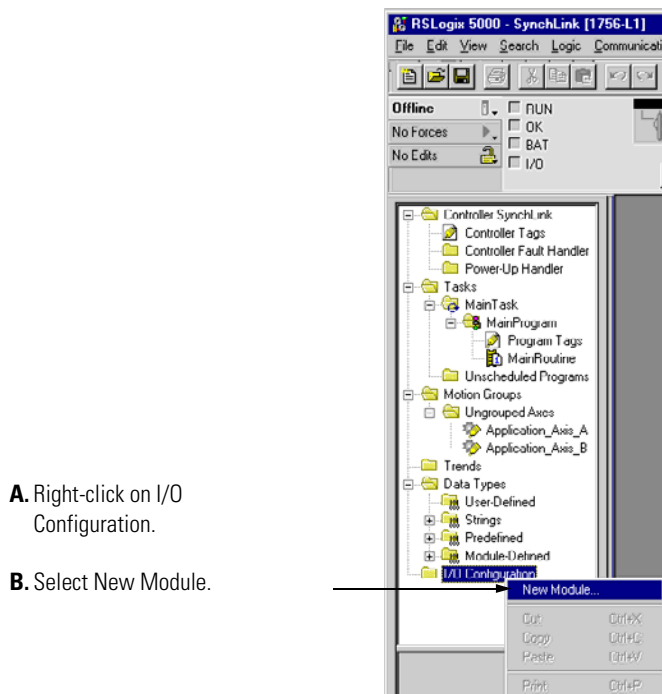 RSLogix 5000 - SynchLink [1756-L1]
File Edit View Search Logic Communicati
Offline
RUN
No Forces
OK
BAT
No Edits
I/O
Controller SynchLink
Controller Tags
Controller Fault Handler
Power-Up Handler
Tasks
MainTask
MainProgram
Program Tags
MainRoutine
Unscheduled Programs
Motion Groups
Ungrouped Axes
Application_Axis_A
Application_Axis_B
Trends
Data Types
User-Defined
Strings
Predefined
Module-Defined
I/O Configuration
A. Right-click on I/O
Configuration.
B. Select New Module.
New Module...
Cut Ctrl+X
Copy Ctrl+C
Paste Ctrl+V
Print Ctrl+P